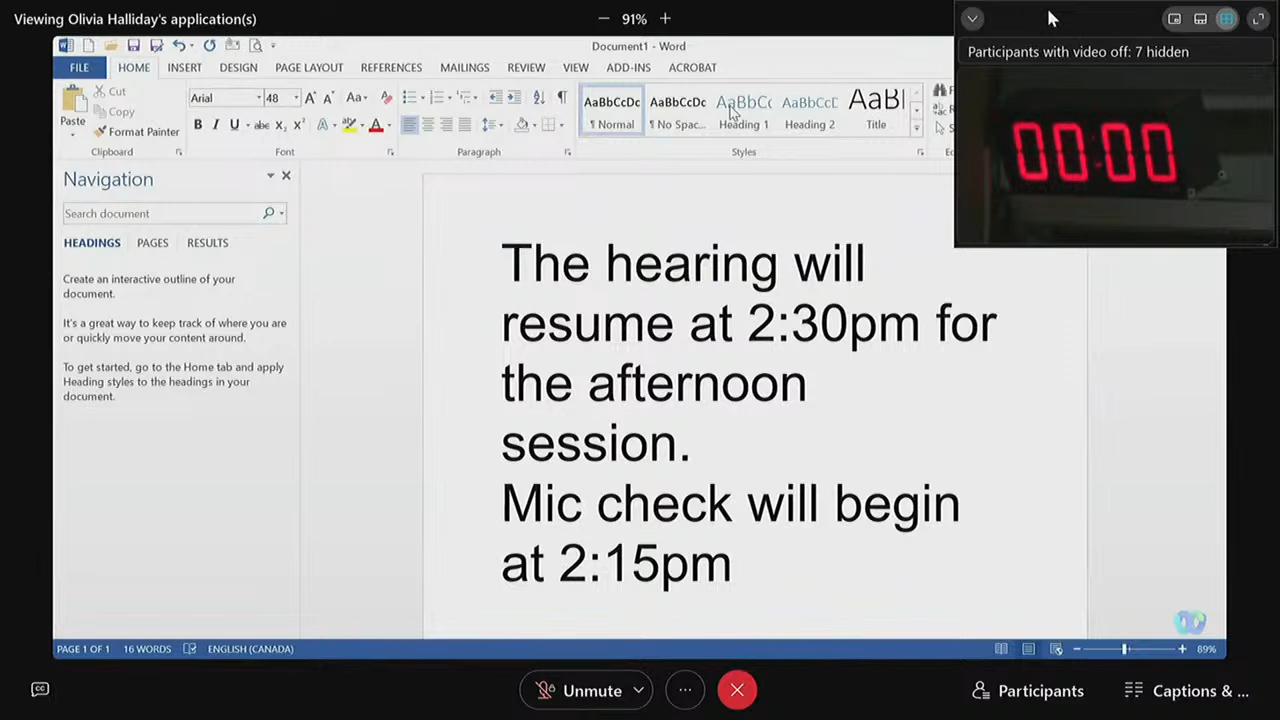 Viewing Olivia Halliday's application(s)
91%
Participants with video off: 7 hidden
00:00
Document1 - Word
FILE HOME INSERT DESIGN PAGE LAYOUT REFERENCES MAILINGS REVIEW VIEW ADD-INS ACROBAT
Paste
Cut
Copy
Format Painter
Clipboard
Arial 48
Font
Paragraph
AaBbCcDc AaBbCcDc AaBbCc AaBbCcD AaBl
¶ Normal ¶ No Spac... Heading 1 Heading 2 Title
Styles
Navigation
Search document
HEADINGS PAGES RESULTS
Create an interactive outline of your
document.
It's a great way to keep track of where you are
or quickly move your content around.
To get started, go to the Home tab and apply
Heading styles to the headings in your
document.
The hearing will
resume at 2:30pm for
the afternoon
session.
Mic check will begin
at 2:15pm
PAGE 1 OF 1 16 WORDS ENGLISH (CANADA)
89%
Unmute
Participants
Captions & ...